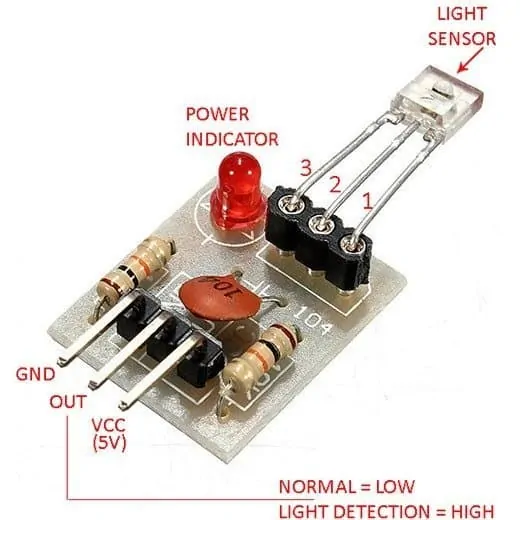 LIGHT
SENSOR
POWER
INDICATOR
3
2
1
104
104
GND
OUT
VCC
(5V)
NORMAL = LOW
LIGHT DETECTION = HIGH